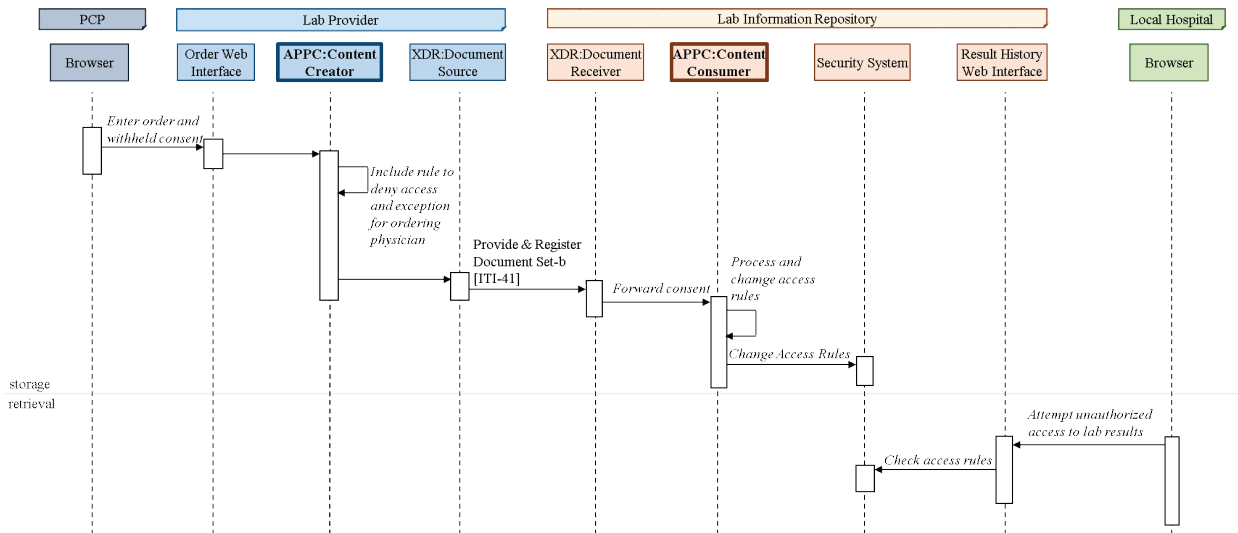 PCP
Lab Provider
Lab Information Repository
Local Hospital
Browser
Order Web
Interface
APPC:Content
Creator
XDR:Document
Source
XDR:Document
Receiver
APPC:Content
Consumer
Security System
Result History
Web Interface
Browser
Enter order and
withheld consent
Include rule to
deny access
and exception
for ordering
physician
Provide & Register
Document Set-b
[ITI-41]
Forward consent
Process and
chamge access
rules
Change Access Rules
storage
retrieval
Attempt unauthorized
access to lab results
Check access rules